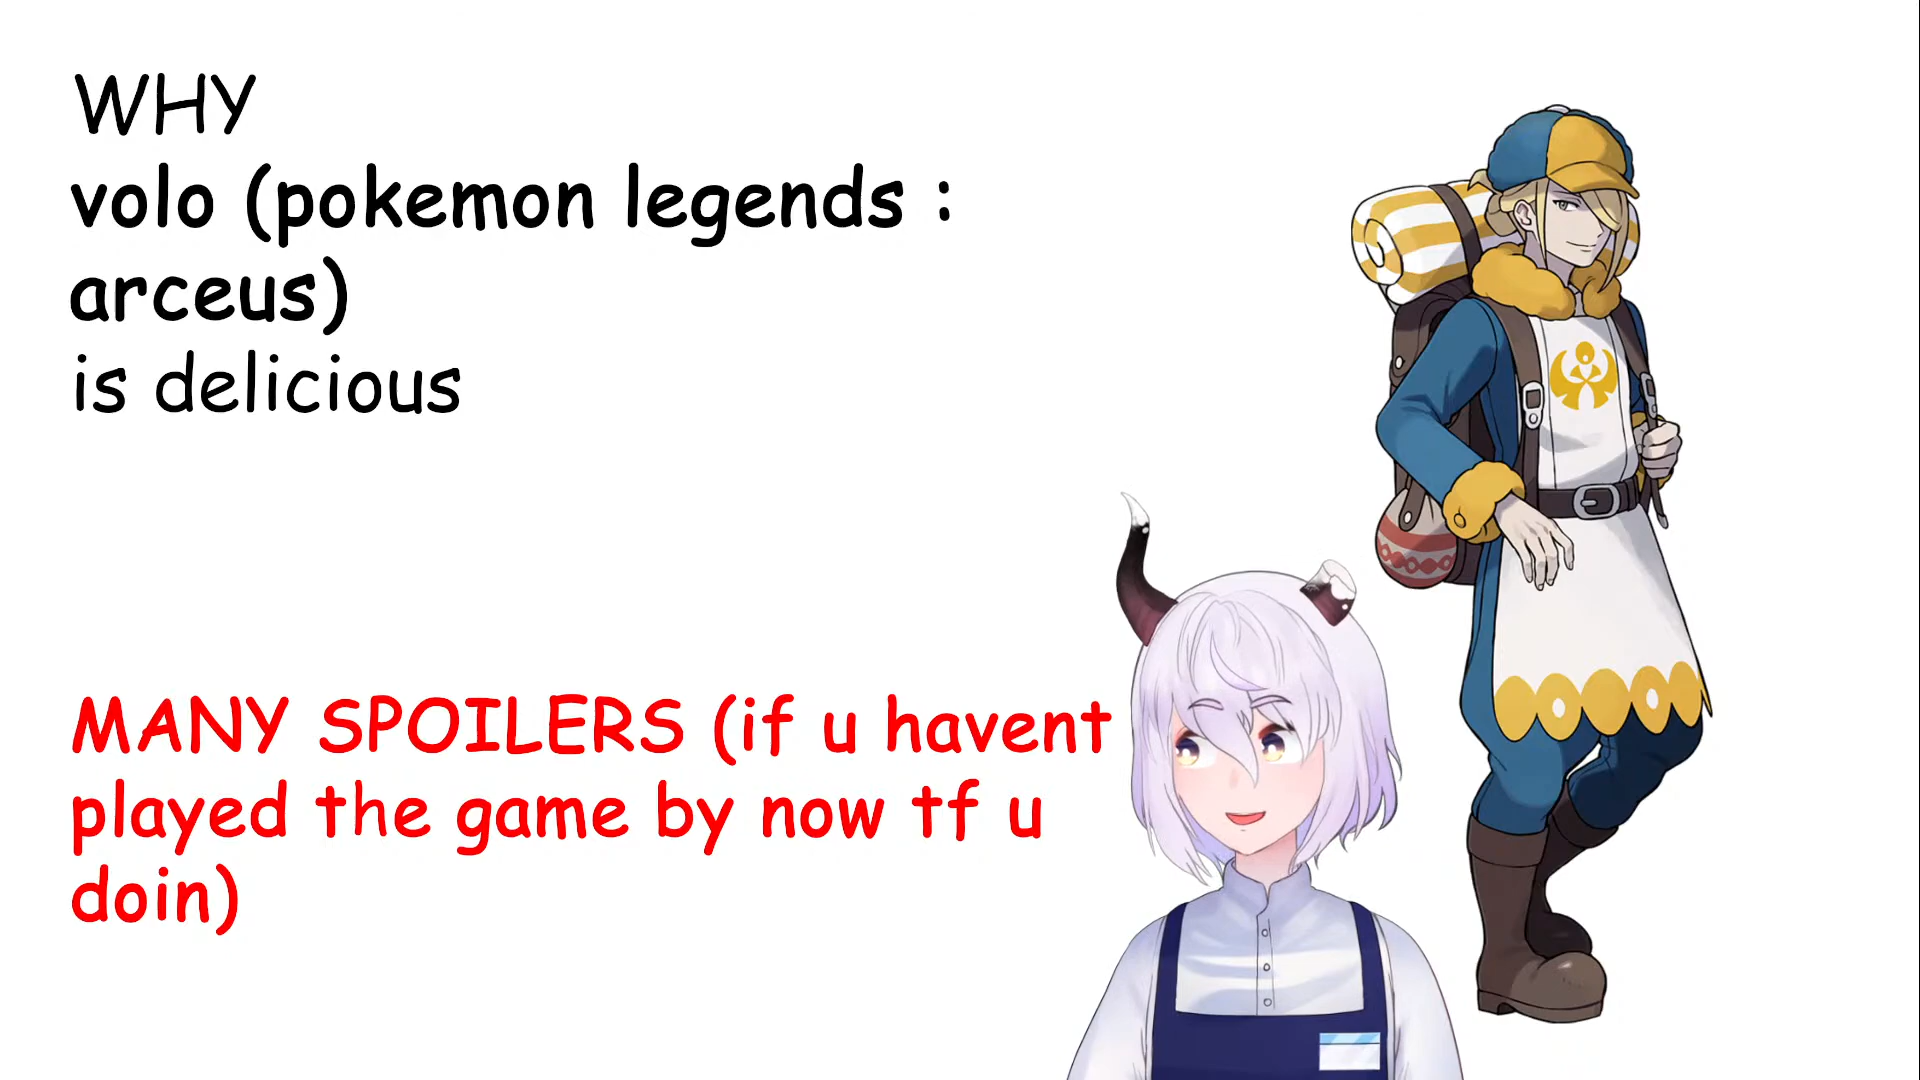 WHY
volo (pokemon legends :
arceus)
is delicious
MANY SPOILERS (if u havent
played the game by now tf u
doin)